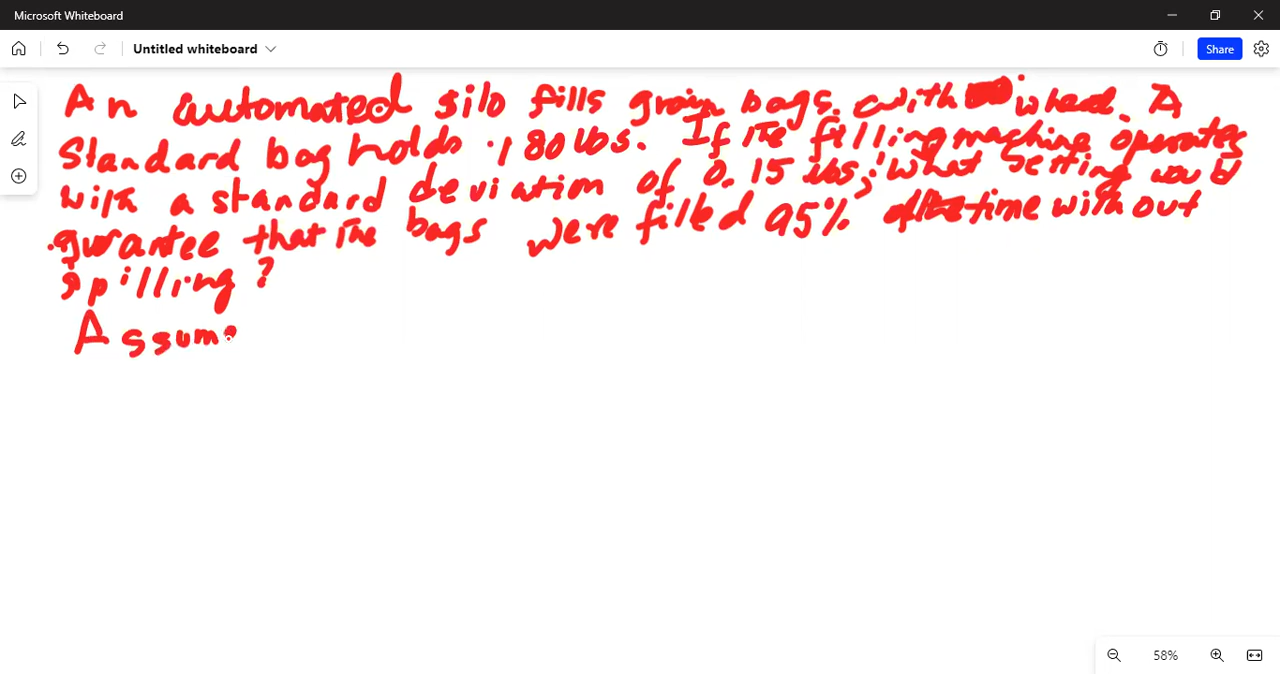 Microsoft Whiteboard
Untitled whiteboard
Share
An automated silo fills grain bags. with wheat. A
Standard bag holds .180 lbs. If the filling machine operates
with a standard deviation of 0.15 lbs; What setting would
gurantee that the bags were filled 95% of the time without
spilling?
Assume
58%